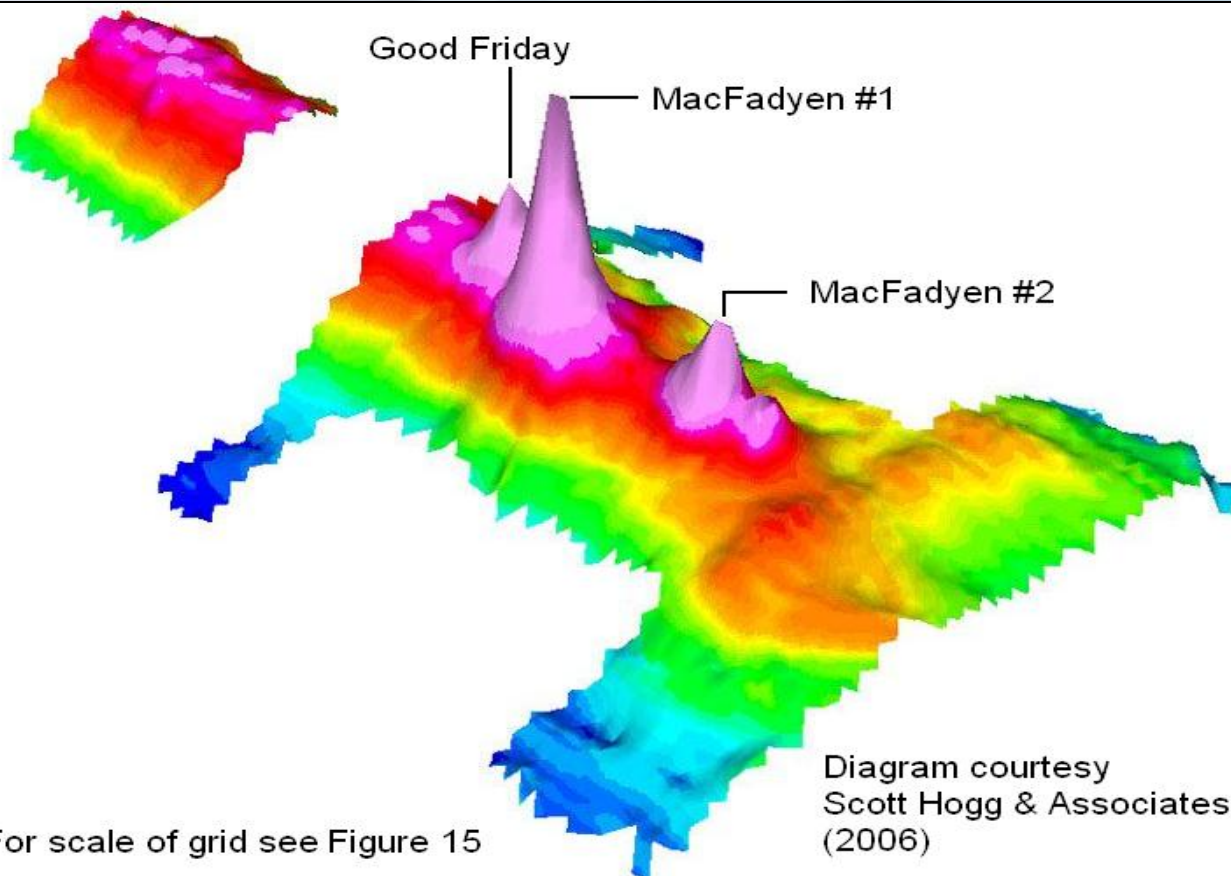 Good Friday
MacFadyen #1
MacFadyen #2
Diagram courtesy
Scott Hogg & Associates
(2006)
For scale of grid see Figure 15